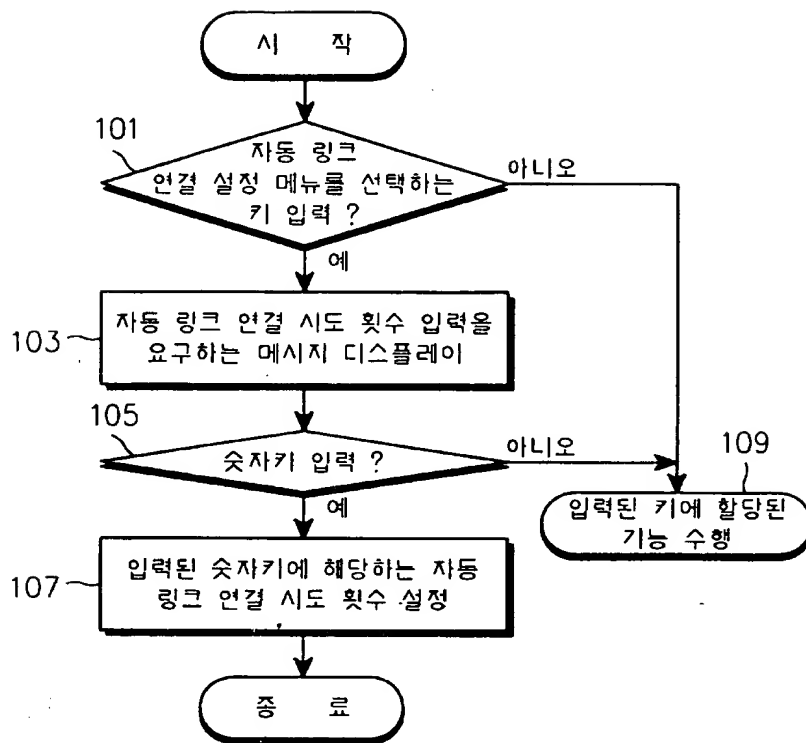 시 작
101
자동 링크
연결 설정 메뉴를 선택하는
키 입력 ?
아니오
예
103
자동 링크 연결 시도 횟수 입력을
요구하는 메시지 디스플레이
105
숫자키 입력 ?
아니오
예
109
입력된 키에 할당된
기능 수행
107
입력된 숫자키에 해당하는 자동
링크 연결 시도 횟수 설정
종 료